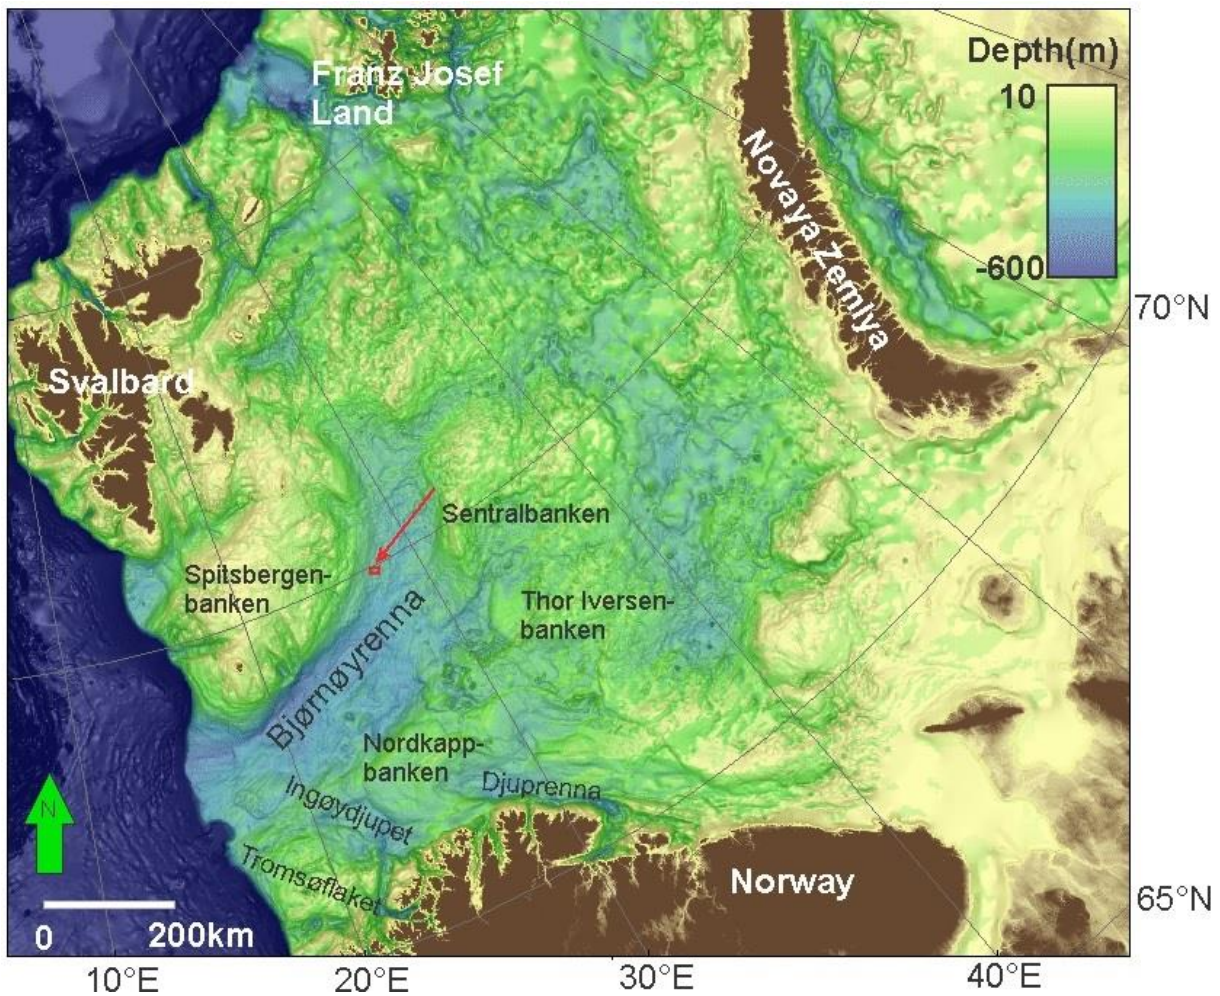 Franz Josef
Land
Depth(m)
10
-600
Novaya Zemlya
70°N
Svalbard
Sentralbanken
Spitsbergen-
banken
Thor Iversen-
banken
Bjørnøyrenna
Nordkapp-
banken
Djuprenna
Ingøydjupet
Tromsøflaket
N
Norway
0
200km
65°N
10°E
20°E
30°E
40°E